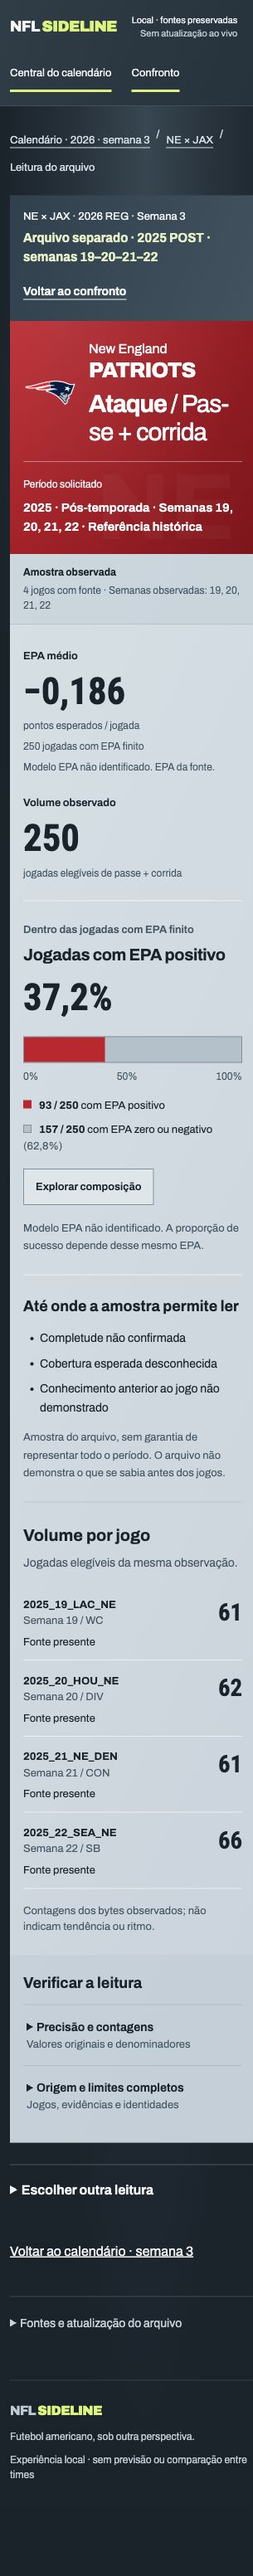 NFL SIDELINE
Local · fontes preservadas
Sem atualização ao vivo
Central do calendário
Confronto
Calendário · 2026 · semana 3 / NE × JAX /
Leitura do arquivo
NE × JAX · 2026 REG · Semana 3
Arquivo separado · 2025 POST ·
semanas 19–20–21–22
Voltar ao confronto
New England
PATRIOTS
Ataque / Pas-
se + corrida
Período solicitado
2025 · Pós-temporada · Semanas 19,
20, 21, 22 · Referência histórica
NE
Amostra observada
4 jogos com fonte · Semanas observadas: 19, 20,
21, 22
EPA médio
−0,186
pontos esperados / jogada
250 jogadas com EPA finito
Modelo EPA não identificado. EPA da fonte.
Volume observado
250
jogadas elegíveis de passe + corrida
Dentro das jogadas com EPA finito
Jogadas com EPA positivo
37,2%
0% 50% 100%
93 / 250 com EPA positivo
157 / 250 com EPA zero ou negativo
(62,8%)
Explorar composição
Modelo EPA não identificado. A proporção de
sucesso depende desse mesmo EPA.
Até onde a amostra permite ler
• Completude não confirmada
• Cobertura esperada desconhecida
• Conhecimento anterior ao jogo não
demonstrado
Amostra do arquivo, sem garantia de
representar todo o período. O arquivo não
demonstra o que se sabia antes dos jogos.
Volume por jogo
Jogadas elegíveis da mesma observação.
2025_19_LAC_NE
Semana 19 / WC
61
Fonte presente
2025_20_HOU_NE
Semana 20 / DIV
62
Fonte presente
2025_21_NE_DEN
Semana 21 / CON
61
Fonte presente
2025_22_SEA_NE
Semana 22 / SB
66
Fonte presente
Contagens dos bytes observados; não
indicam tendência ou ritmo.
Verificar a leitura
▶ Precisão e contagens
Valores originais e denominadores
▶ Origem e limites completos
Jogos, evidências e identidades
▶ Escolher outra leitura
Voltar ao calendário · semana 3
▶ Fontes e atualização do arquivo
NFL SIDELINE
Futebol americano, sob outra perspectiva.
Experiência local · sem previsão ou comparação entre
times